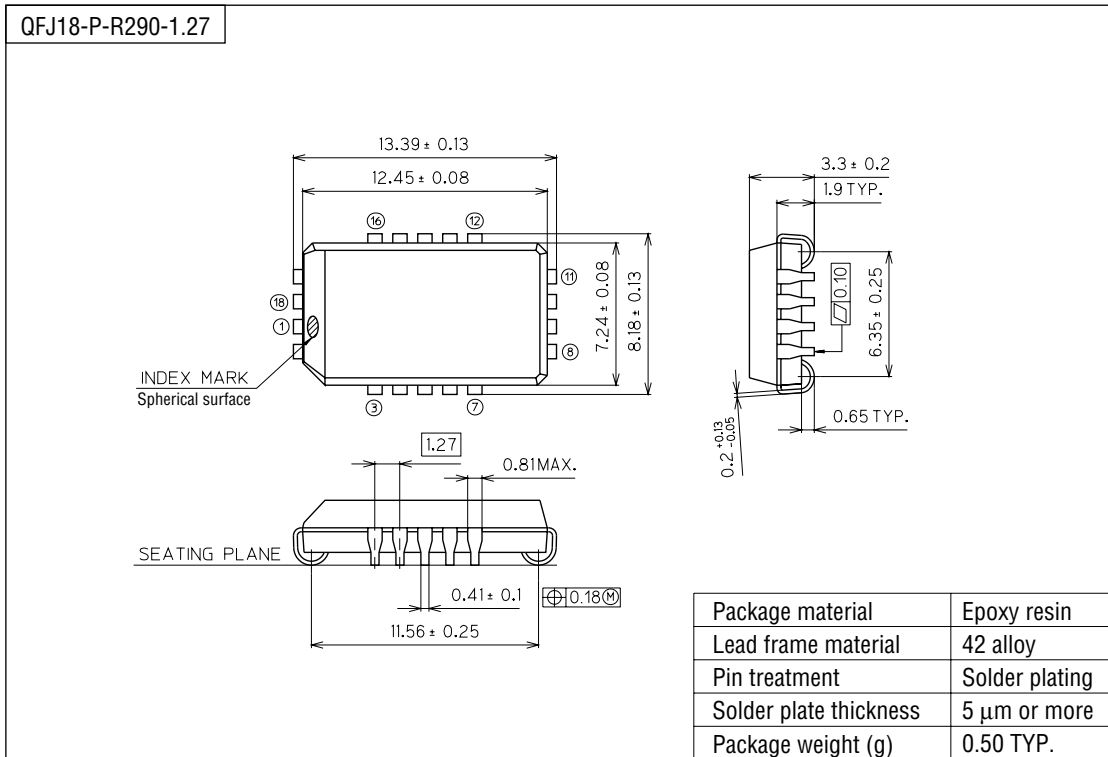 QFJ18-P-R290-1.27
13.39± 0.13
12.45± 0.08
⑯ ⑫
⑪
⑱
①
⑧
③ ⑦
7.24± 0.08
8.18± 0.13
INDEX MARK
Spherical surface
3.3± 0.2
1.9 TYP.
⏥ 0.10
6.35± 0.25
0.65 TYP.
0.2 +0.13 -0.05
1.27
0.81MAX.
SEATING PLANE
0.41± 0.1
⌖ 0.18Ⓜ
11.56± 0.25
Package material Epoxy resin
Lead frame material 42 alloy
Pin treatment Solder plating
Solder plate thickness 5 µm or more
Package weight (g) 0.50 TYP.